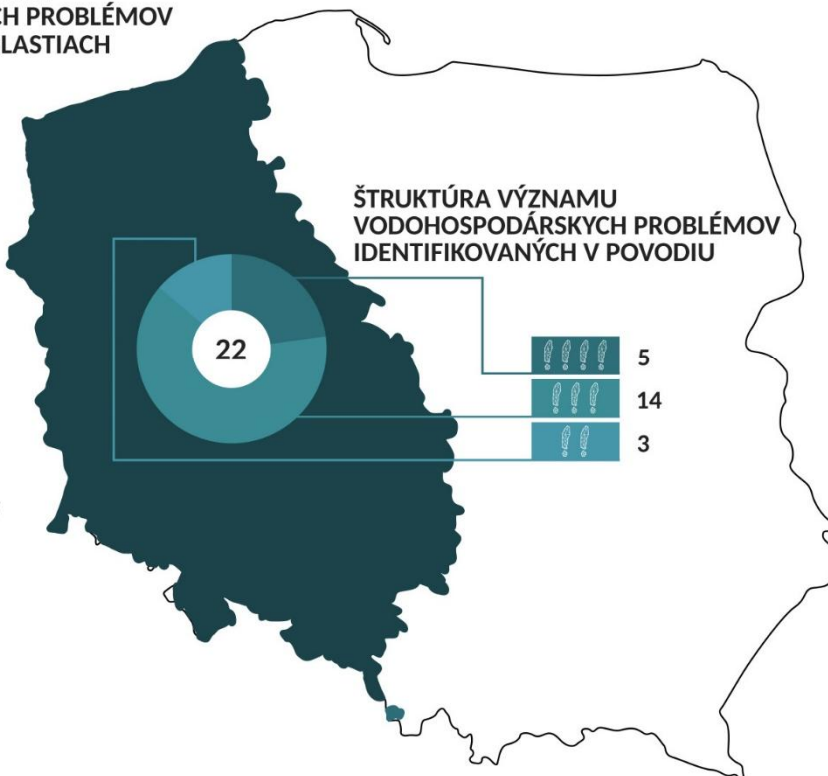 CH PROBLÉMOV
LASTIACH
ŠTRUKTÚRA VÝZNAMU
VODOHOSPODÁRSKYCH PROBLÉMOV
IDENTIFIKOVANÝCH V POVODIU
22
5
14
3